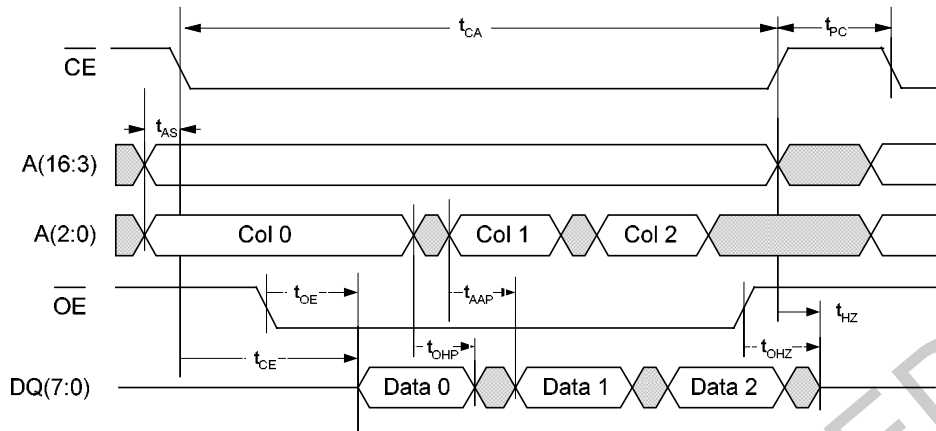 tCA
tPC
CE
tAS
A(16:3)
A(2:0)
Col 0
Col 1
Col 2
OE
tOE
tAAP
tHZ
tCE
tOHP
tOHZ
DQ(7:0)
Data 0
Data 1
Data 2